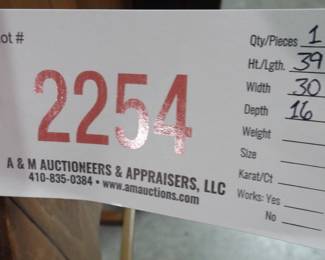 Lot #
Qty/Pieces 1
Ht./Lgth. 39
Width 30
Depth 16
2254
Weight
Size
A & M AUCTIONEERS & APPRAISERS, LLC
Karat/Ct
410-835-0384 • www.amauctions.com
Works: Yes
No